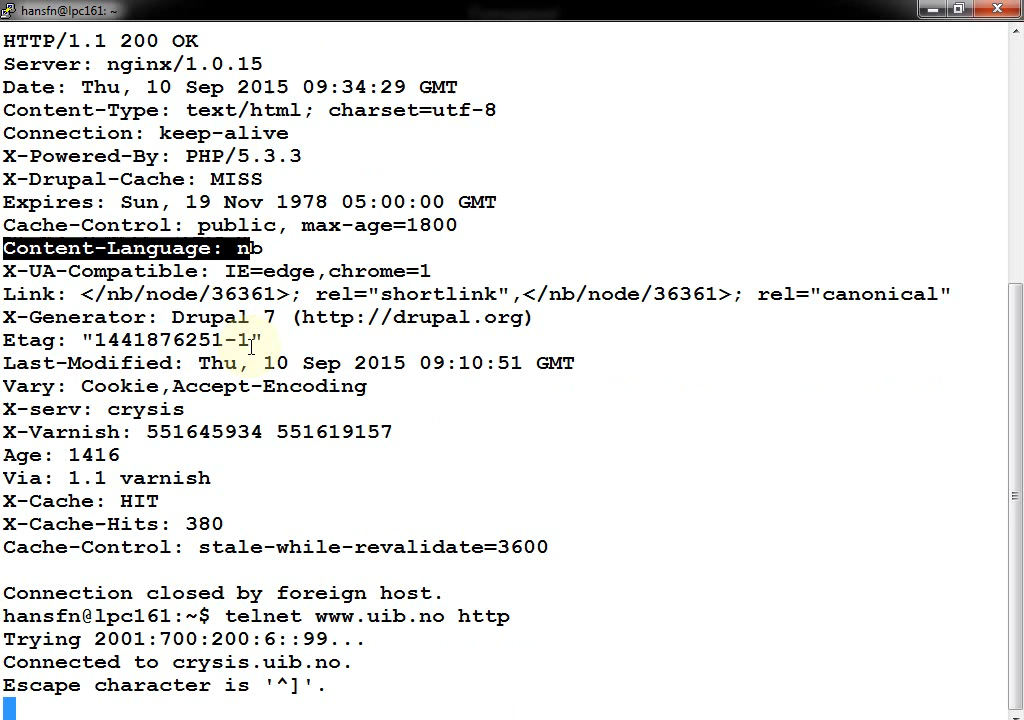 hansfn@lpc161: ~
HTTP/1.1 200 OK
Server: nginx/1.0.15
Date: Thu, 10 Sep 2015 09:34:29 GMT
Content-Type: text/html; charset=utf-8
Connection: keep-alive
X-Powered-By: PHP/5.3.3
X-Drupal-Cache: MISS
Expires: Sun, 19 Nov 1978 05:00:00 GMT
Cache-Control: public, max-age=1800
Content-Language: nb
X-UA-Compatible: IE=edge,chrome=1
Link: </nb/node/36361>; rel="shortlink",</nb/node/36361>; rel="canonical"
X-Generator: Drupal 7 (http://drupal.org)
Etag: "1441876251-1"
Last-Modified: Thu, 10 Sep 2015 09:10:51 GMT
Vary: Cookie,Accept-Encoding
X-serv: crysis
X-Varnish: 551645934 551619157
Age: 1416
Via: 1.1 varnish
X-Cache: HIT
X-Cache-Hits: 380
Cache-Control: stale-while-revalidate=3600
Connection closed by foreign host.
hansfn@lpc161:~$ telnet www.uib.no http
Trying 2001:700:200:6::99...
Connected to crysis.uib.no.
Escape character is '^]'.